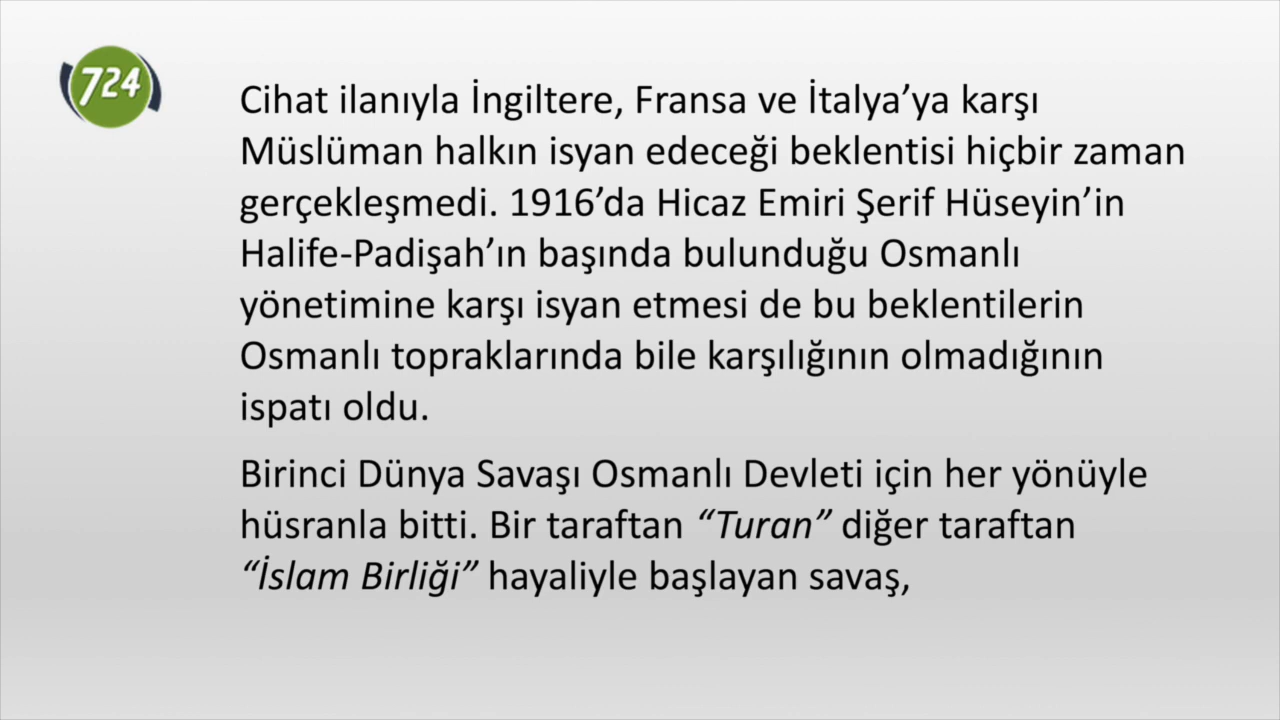 724
Cihat ilanıyla İngiltere, Fransa ve İtalya’ya karşı
Müslüman halkın isyan edeceği beklentisi hiçbir zaman
gerçekleşmedi. 1916’da Hicaz Emiri Şerif Hüseyin’in
Halife-Padişah’ın başında bulunduğu Osmanlı
yönetimine karşı isyan etmesi de bu beklentilerin
Osmanlı topraklarında bile karşılığının olmadığının
ispatı oldu.
Birinci Dünya Savaşı Osmanlı Devleti için her yönüyle
hüsranla bitti. Bir taraftan “Turan” diğer taraftan
“İslam Birliği” hayaliyle başlayan savaş,